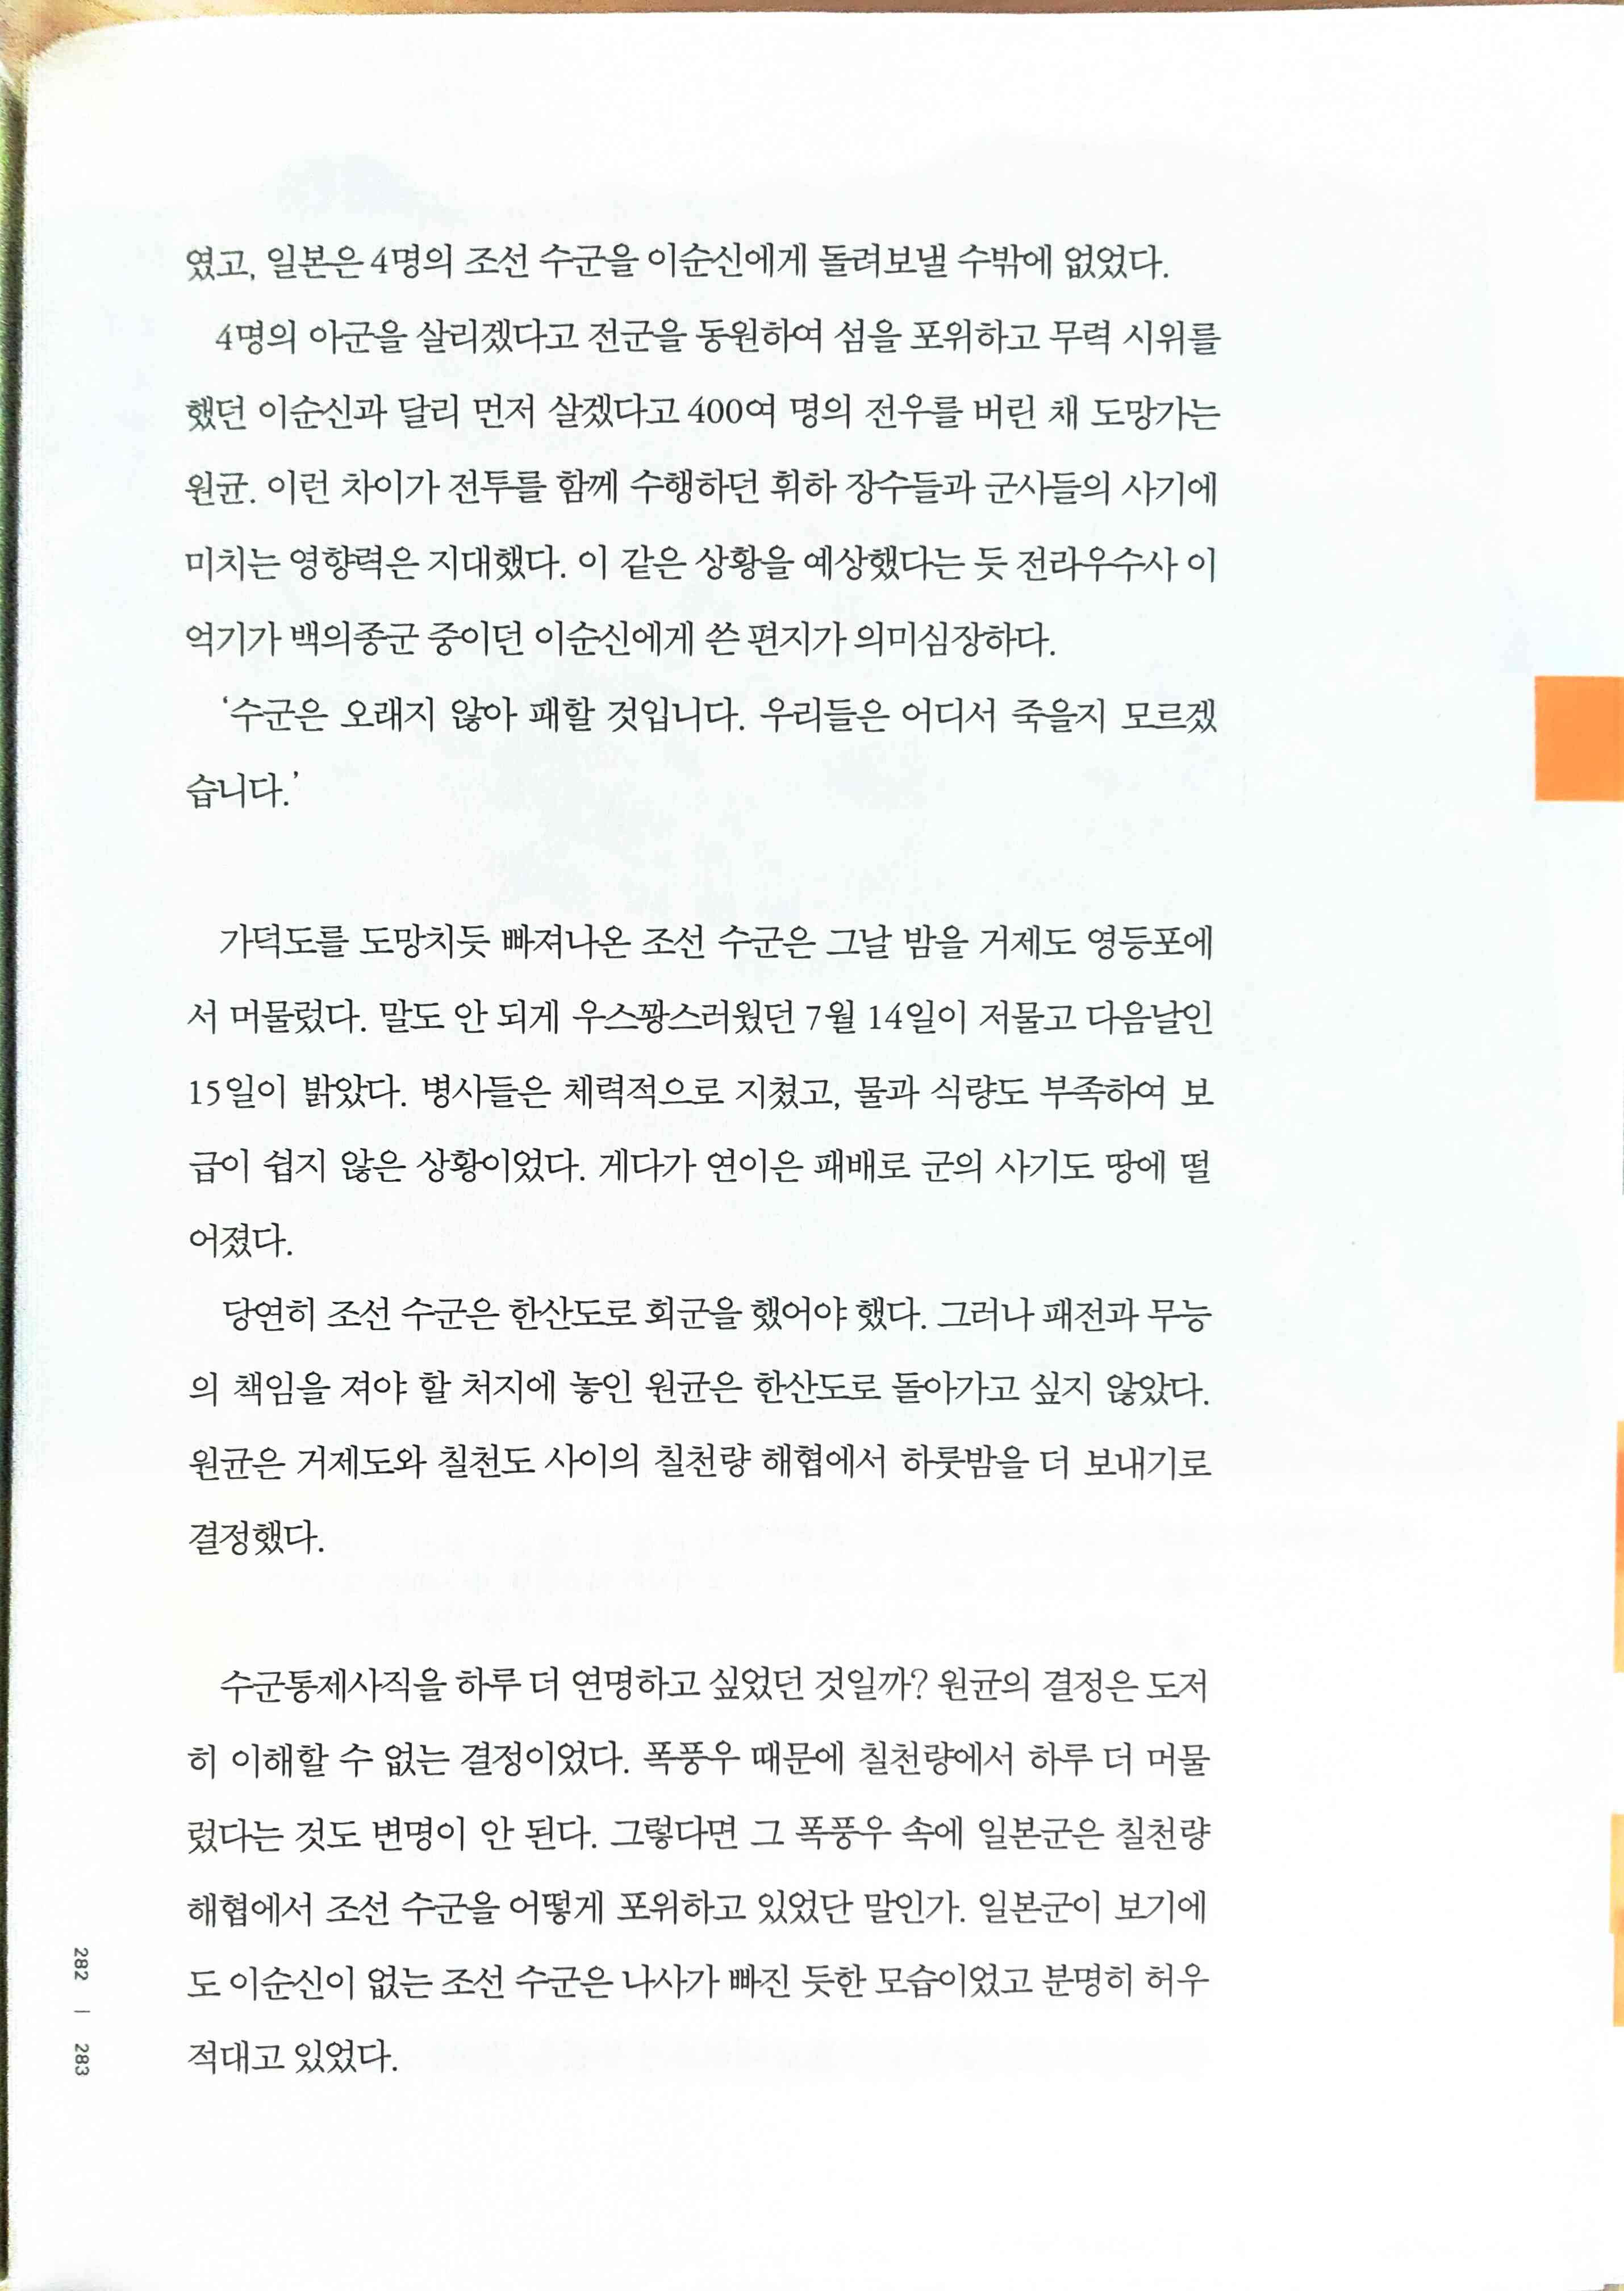 였고, 일본은 4명의 조선 수군을 이순신에게 돌려보낼 수밖에 없었다.
4명의 아군을 살리겠다고 전군을 동원하여 섬을 포위하고 무력 시위를
했던 이순신과 달리 먼저 살겠다고 400여 명의 전우를 버린 채 도망가는
원균. 이런 차이가 전투를 함께 수행하던 휘하 장수들과 군사들의 사기에
미치는 영향력은 지대했다. 이 같은 상황을 예상했다는 듯 전라우수사 이
억기가 백의종군 중이던 이순신에게 쓴 편지가 의미심장하다.
‘수군은 오래지 않아 패할 것입니다. 우리들은 어디서 죽을지 모르겠
습니다.’
가덕도를 도망치듯 빠져나온 조선 수군은 그날 밤을 거제도 영등포에
서 머물렀다. 말도 안 되게 우스꽝스러웠던 7월 14일이 저물고 다음날인
15일이 밝았다. 병사들은 체력적으로 지쳤고, 물과 식량도 부족하여 보
급이 쉽지 않은 상황이었다. 게다가 연이은 패배로 군의 사기도 땅에 떨
어졌다.
당연히 조선 수군은 한산도로 회군을 했어야 했다. 그러나 패전과 무능
의 책임을 져야 할 처지에 놓인 원균은 한산도로 돌아가고 싶지 않았다.
원균은 거제도와 칠천도 사이의 칠천량 해협에서 하룻밤을 더 보내기로
결정했다.
수군통제사직을 하루 더 연명하고 싶었던 것일까? 원균의 결정은 도저
히 이해할 수 없는 결정이었다. 폭풍우 때문에 칠천량에서 하루 더 머물
렀다는 것도 변명이 안 된다. 그렇다면 그 폭풍우 속에 일본군은 칠천량
해협에서 조선 수군을 어떻게 포위하고 있었단 말인가. 일본군이 보기에
도 이순신이 없는 조선 수군은 나사가 빠진 듯한 모습이었고 분명히 허우
적대고 있었다.
282 | 283